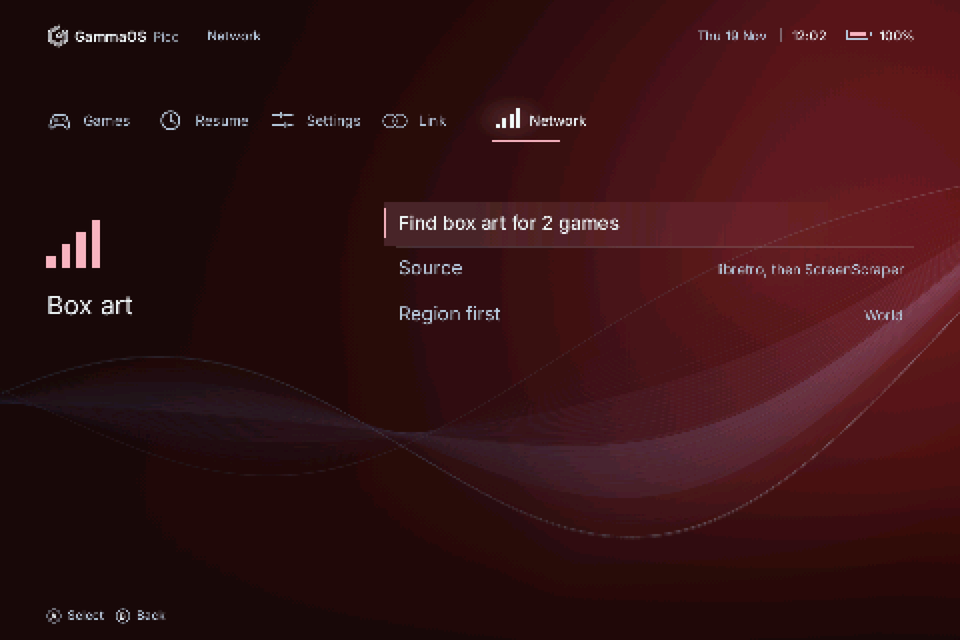 GammaOS Pico Network Thu 19 Nov | 12:02 100%
Games Resume Settings Link Network
Find box art for 2 games
Source libretro, then ScreenScraper
Box art
Region first World
A Select B Back